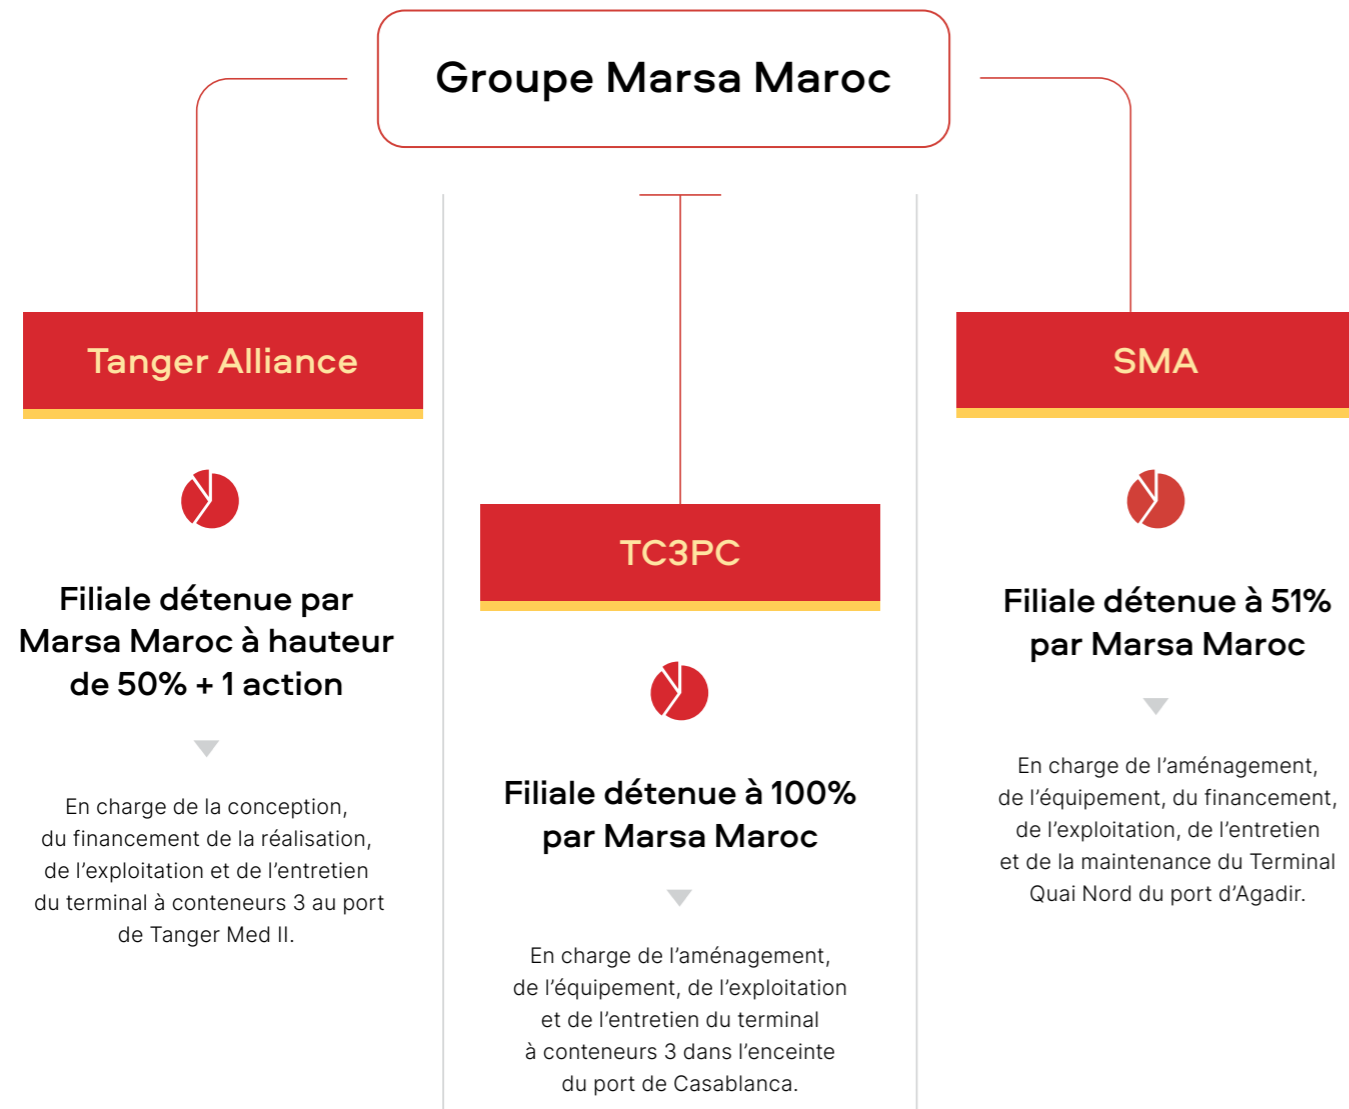 Groupe Marsa Maroc
Tanger Alliance
Filiale détenue par
Marsa Maroc à hauteur
de 50% + 1 action
En charge de la conception,
du financement de la réalisation,
de l’exploitation et de l’entretien
du terminal à conteneurs 3 au port
de Tanger Med II.
TC3PC
Filiale détenue à 100%
par Marsa Maroc
En charge de l’aménagement,
de l’équipement, de l’exploitation
et de l’entretien du terminal
à conteneurs 3 dans l’enceinte
du port de Casablanca.
SMA
Filiale détenue à 51%
par Marsa Maroc
En charge de l’aménagement,
de l’équipement, du financement,
de l’exploitation, de l’entretien
et de la maintenance du Terminal
Quai Nord du port d’Agadir.